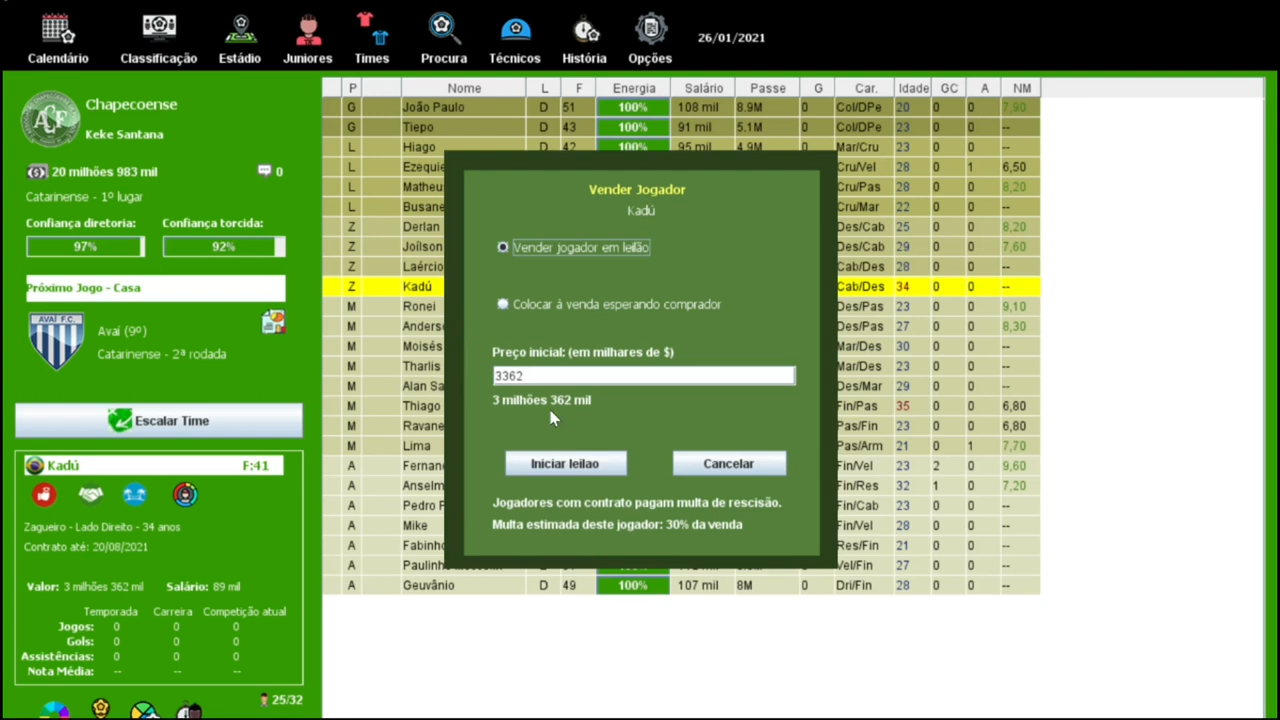 Calendário Classificação Estádio Juniores Times Procura Técnicos História Opções 26/01/2021
Chapecoense
Keke Santana
20 milhões 983 mil 0
Catarinense - 1º lugar
Confiança diretoria: Confiança torcida:
97% 92%
Próximo Jogo - Casa
Avaí (9º)
Catarinense - 2ª rodada
Escalar Time
Kadú F:41
Zagueiro - Lado Direito - 34 anos
Contrato até: 20/08/2021
Valor: 3 milhões 362 mil Salário: 89 mil
Temporada Carreira Competição atual
Jogos: 0 0 0
Gols: 0 0 0
Assistências: 0 0 0
Nota Média: -- -- --
25/32
P Nome L F Energia Salário Passe G Car. Idade GC A NM
G João Paulo D 51 100% 108 mil 8.9M 0 Col/DPe 20 0 0 7,90
G Tiepo D 43 100% 91 mil 5.1M 0 Col/DPe 23 0 0 --
L Hiago D 42 100% 95 mil 4.9M 0 Mar/Cru 23 0 0 --
L Ezequie Cru/Vel 28 0 1 6,50
L Matheus Cru/Pas 28 0 0 8,20
L Busane Cru/Mar 22 0 0 --
Z Derlan Des/Cab 25 0 0 8,20
Z Joílson Des/Cab 29 0 0 7,60
Z Laércio Cab/Des 28 0 0 --
Z Kadú Cab/Des 34 0 0 --
M Ronei Des/Pas 23 0 0 9,10
M Anders Des/Pas 27 0 0 8,30
M Moisés Mar/Des 30 0 0 --
M Tharlis Mar/Des 23 0 0 --
M Alan Sa Des/Mar 29 0 0 --
M Thiago Fin/Pas 35 0 0 6,80
M Ravane Pas/Fin 23 0 0 6,80
M Lima Pas/Arm 21 0 1 7,70
A Fernan Fin/Vel 23 2 0 9,60
A Anselm Fin/Res 32 1 0 7,20
A Pedro F Fin/Cab 23 0 0 --
A Mike Fin/Vel 28 0 0 --
A Fabinho Res/Fin 21 0 0 --
A Paulinho Vel/Fin 27 0 0 --
A Geuvânio D 49 100% 107 mil 8M 0 Dri/Fin 28 0 0 --
Vender Jogador
Kadú
Vender jogador em leilão
Colocar à venda esperando comprador
Preço inicial: (em milhares de $)
3362
3 milhões 362 mil
Iniciar leilao Cancelar
Jogadores com contrato pagam multa de rescisão.
Multa estimada deste jogador: 30% da venda